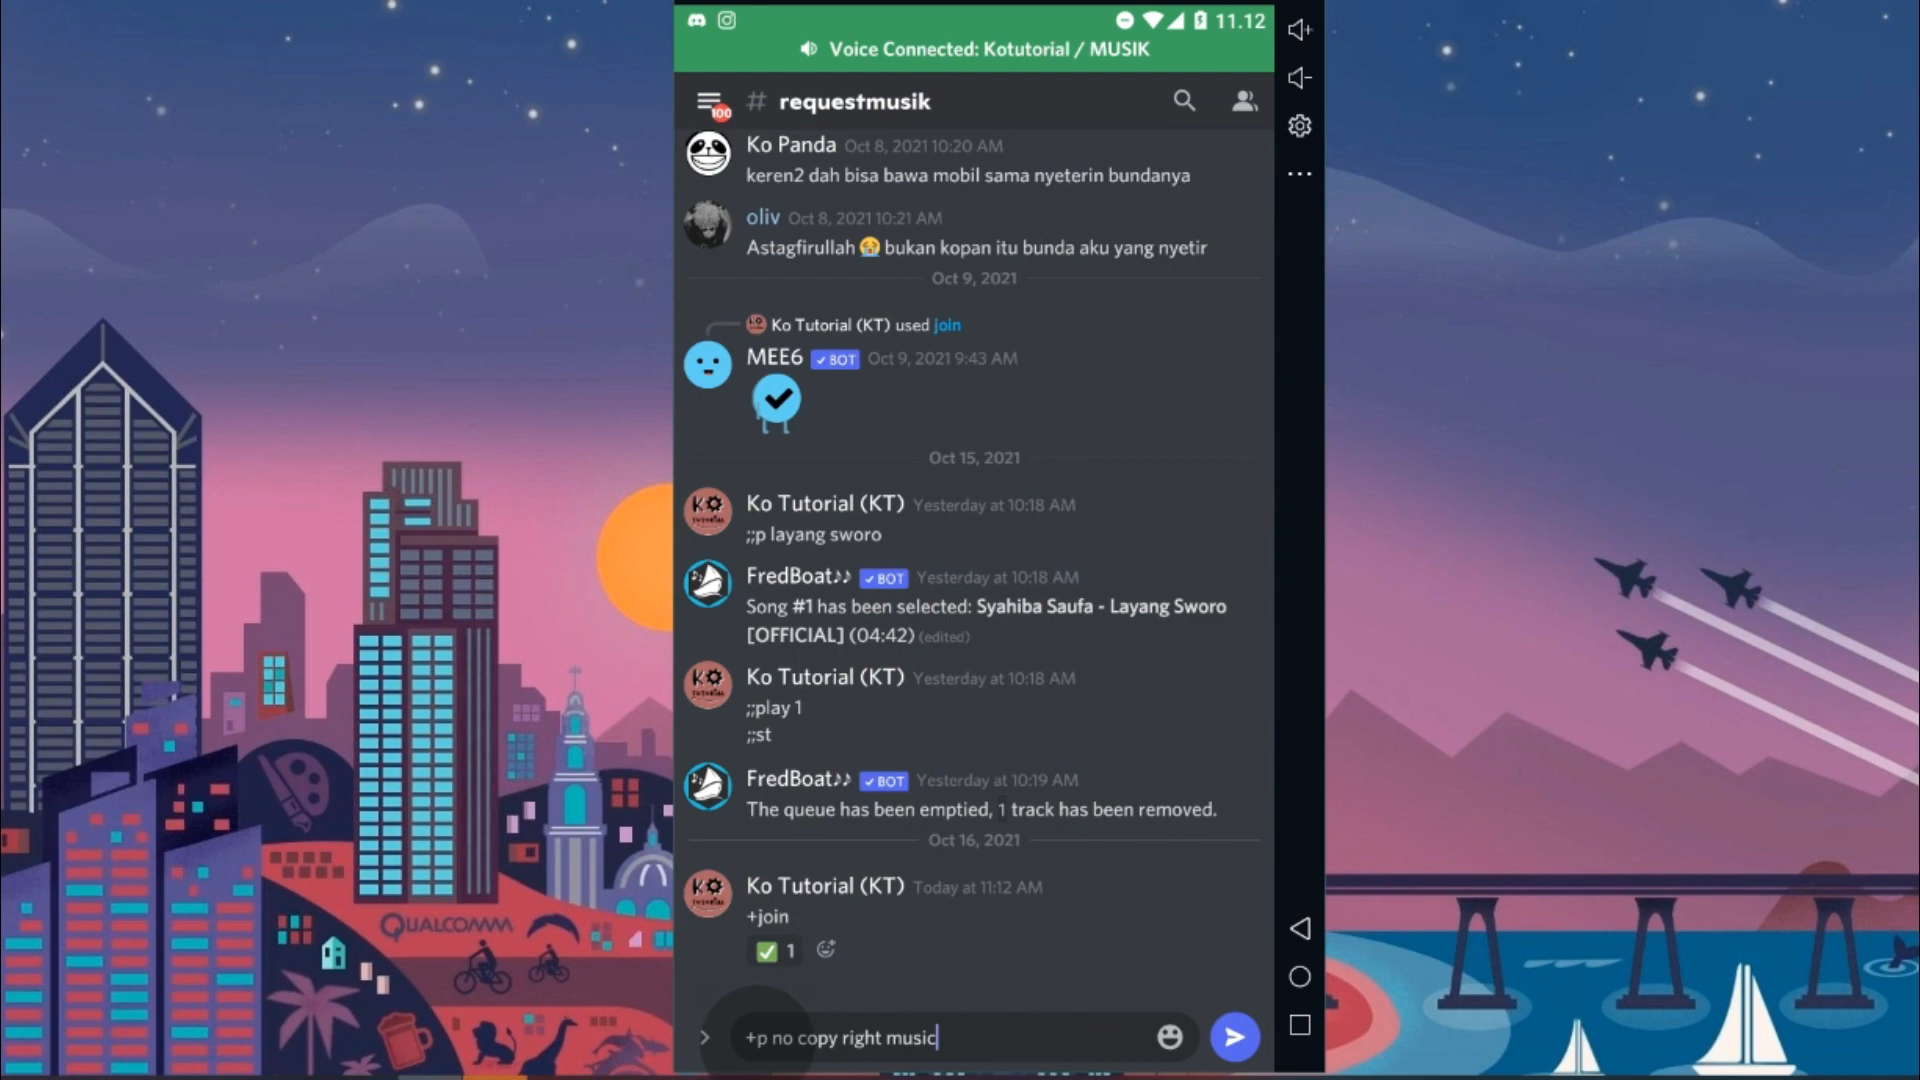 11.12
Voice Connected: Kotutorial / MUSIK
100
# requestmusik
Ko Panda Oct 8, 2021 10:20 AM
keren2 dah bisa bawa mobil sama nyeterin bundanya
oliv Oct 8, 2021 10:21 AM
Astagfirullah 😭 bukan kopan itu bunda aku yang nyetir
Oct 9, 2021
Ko Tutorial (KT) used join
MEE6 ✓ BOT Oct 9, 2021 9:43 AM
Oct 15, 2021
KO TUTORIAL
Ko Tutorial (KT) Yesterday at 10:18 AM
;;p layang sworo
FredBoat♪♪ ✓ BOT Yesterday at 10:18 AM
Song #1 has been selected: Syahiba Saufa - Layang Sworo
[OFFICIAL] (04:42) (edited)
KO TUTORIAL
Ko Tutorial (KT) Yesterday at 10:18 AM
;;play 1
;;st
FredBoat♪♪ ✓ BOT Yesterday at 10:19 AM
The queue has been emptied, 1 track has been removed.
Oct 16, 2021
KO TUTORIAL
Ko Tutorial (KT) Today at 11:12 AM
+join
✅ 1
+p no copy right music
QUALCOMM